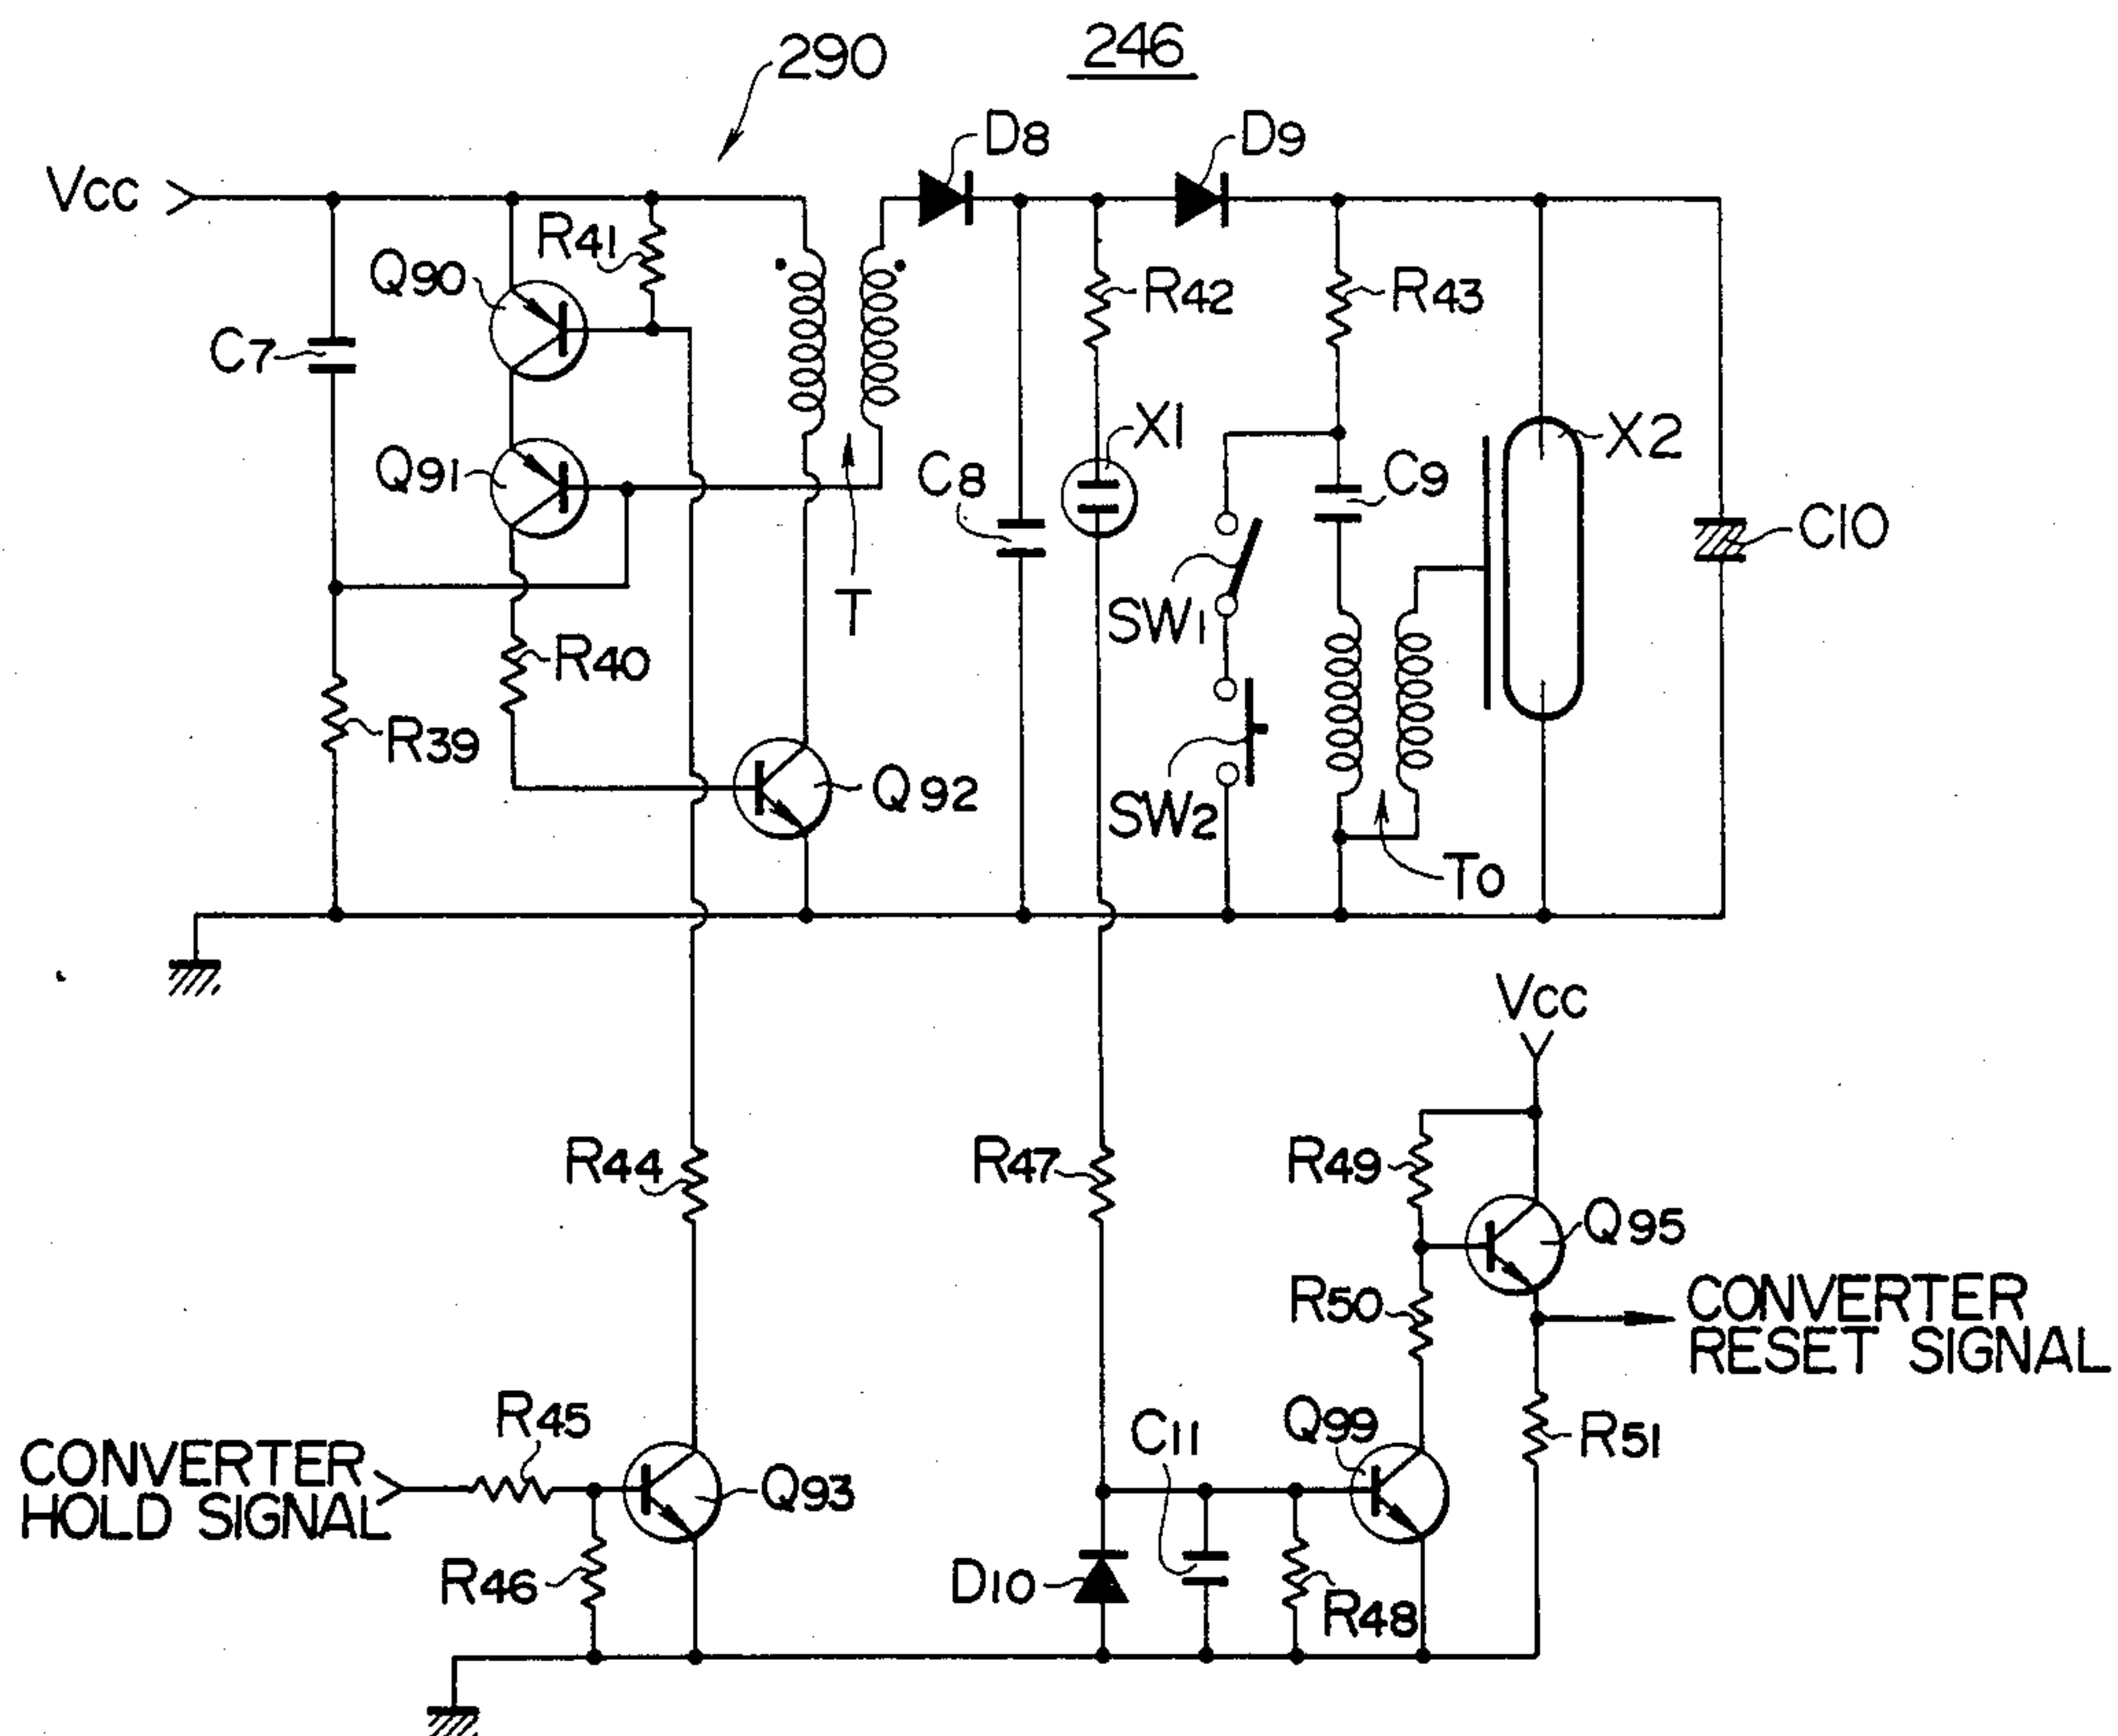 290
246
D8
D9
VCC
R41
Q90
C7
R42
R43
X1
X2
Q91
C8
C9
C10
T
SW1
R40
R39
Q92
SW2
T0
VCC
R44
R47
R49
Q95
R50
CONVERTER
RESET SIGNAL
R45
C11
Q99
R51
CONVERTER
HOLD SIGNAL
Q93
R46
D10
R48